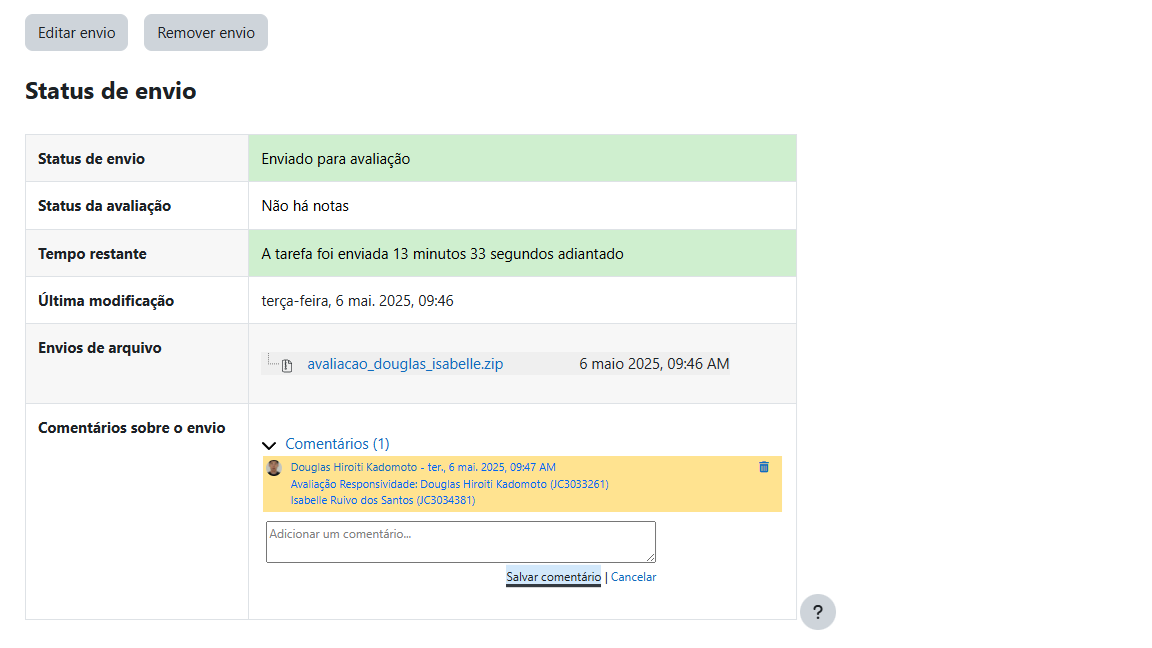 Editar envio Remover envio
Status de envio
Status de envio Enviado para avaliação
Status da avaliação Não há notas
Tempo restante A tarefa foi enviada 13 minutos 33 segundos adiantado
Última modificação terça-feira, 6 mai. 2025, 09:46
Envios de arquivo
avaliacao_douglas_isabelle.zip 6 maio 2025, 09:46 AM
Comentários sobre o envio
Comentários (1)
Douglas Hiroiti Kadomoto - ter., 6 mai. 2025, 09:47 AM
Avaliação Responsividade: Douglas Hiroiti Kadomoto (JC3033261)
Isabelle Ruivo dos Santos (JC3034381)
Adicionar um comentário...
Salvar comentário | Cancelar
?